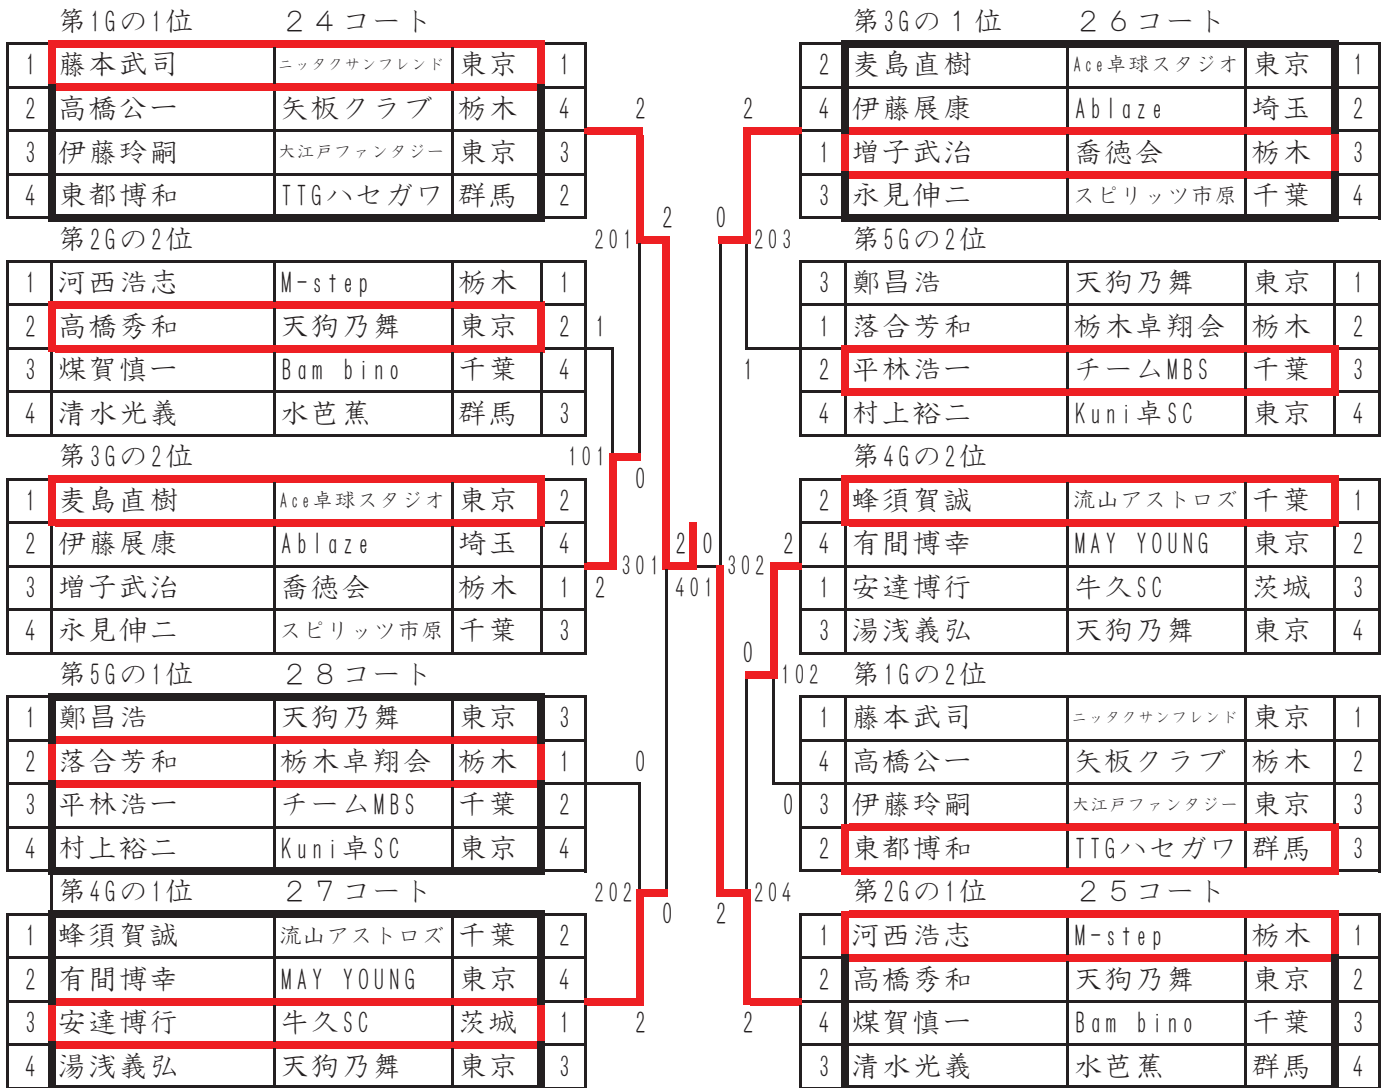 第1Gの1位 ２４コート
1 藤本武司 ニッタクサンフレンド 東京 1
2 高橋公一 矢板クラブ 栃木 4
3 伊藤玲嗣 大江戸ファンタジー 東京 3
4 東都博和 TTGハセガワ 群馬 2
第2Gの2位
1 河西浩志 M-step 栃木 1
2 高橋秀和 天狗乃舞 東京 2
3 煤賀慎一 Bam bino 千葉 4
4 清水光義 水芭蕉 群馬 3
第3Gの2位
1 麦島直樹 Ace卓球スタジオ 東京 2
2 伊藤展康 Ablaze 埼玉 4
3 増子武治 喬徳会 栃木 1
4 永見伸二 スピリッツ市原 千葉 3
第5Gの1位 ２８コート
1 鄭昌浩 天狗乃舞 東京 3
2 落合芳和 栃木卓翔会 栃木 1
3 平林浩一 チームMBS 千葉 2
4 村上裕二 Kuni卓SC 東京 4
第4Gの1位 ２７コート
1 蜂須賀誠 流山アストロズ 千葉 2
2 有間博幸 MAY YOUNG 東京 4
3 安達博行 牛久SC 茨城 1
4 湯浅義弘 天狗乃舞 東京 3
2
2
201
1
101
0
2
301
2
401
0
202
0
2
0
302
2
0
203
1
2
0
102
0
204
2
2
第3Gの１位 ２６コート
2 麦島直樹 Ace卓球スタジオ 東京 1
4 伊藤展康 Ablaze 埼玉 2
1 増子武治 喬徳会 栃木 3
3 永見伸二 スピリッツ市原 千葉 4
第5Gの2位
3 鄭昌浩 天狗乃舞 東京 1
1 落合芳和 栃木卓翔会 栃木 2
2 平林浩一 チームMBS 千葉 3
4 村上裕二 Kuni卓SC 東京 4
第4Gの2位
2 蜂須賀誠 流山アストロズ 千葉 1
4 有間博幸 MAY YOUNG 東京 2
1 安達博行 牛久SC 茨城 3
3 湯浅義弘 天狗乃舞 東京 4
第1Gの2位
1 藤本武司 ニッタクサンフレンド 東京 1
4 高橋公一 矢板クラブ 栃木 2
3 伊藤玲嗣 大江戸ファンタジー 東京 3
2 東都博和 TTGハセガワ 群馬 3
第2Gの1位 ２５コート
1 河西浩志 M-step 栃木 1
2 高橋秀和 天狗乃舞 東京 2
4 煤賀慎一 Bam bino 千葉 3
3 清水光義 水芭蕉 群馬 4